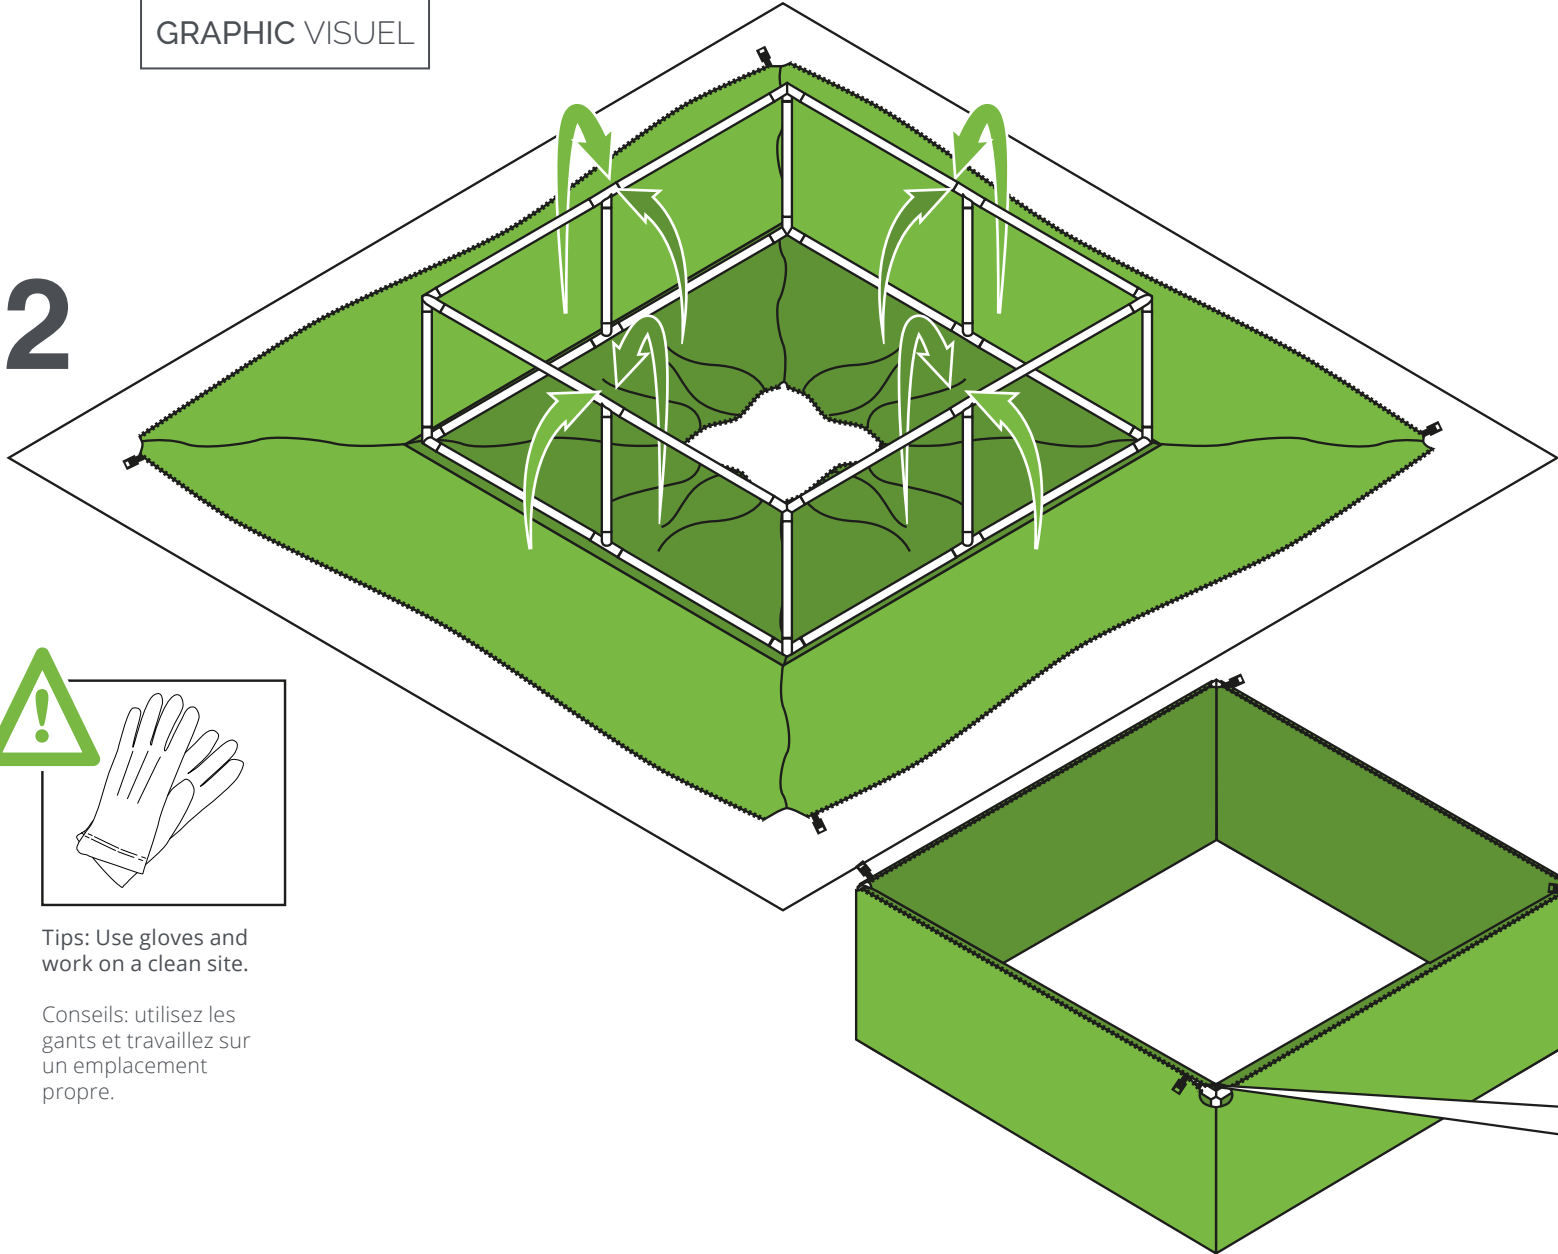 GRAPHIC VISUEL
2
Tips: Use gloves and
work on a clean site.
Conseils: utilisez les
gants et travaillez sur
un emplacement
propre.